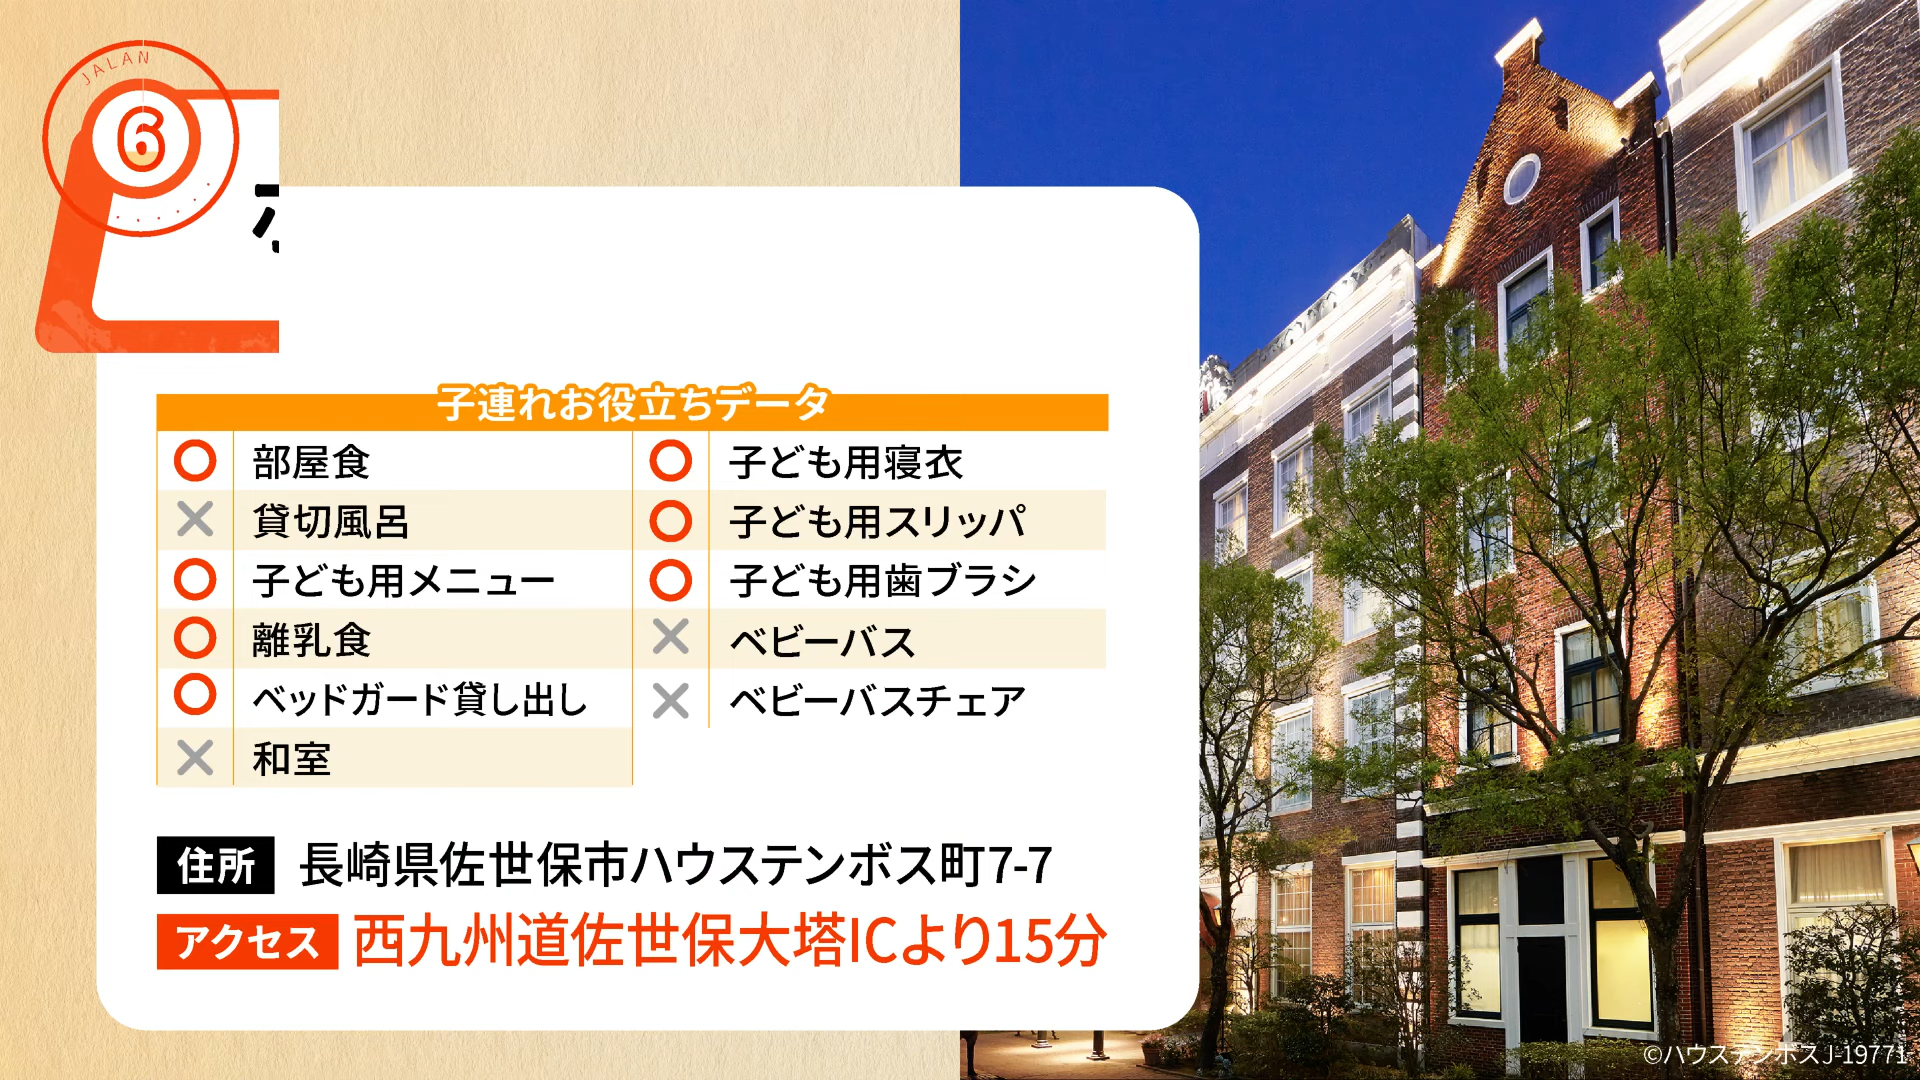 JALAN
6
子連れお役立ちデータ
○ 部屋食
× 貸切風呂
○ 子ども用メニュー
○ 離乳食
○ ベッドガード貸し出し
× 和室
○ 子ども用寝衣
○ 子ども用スリッパ
○ 子ども用歯ブラシ
× ベビーバス
× ベビーバスチェア
住所 長崎県佐世保市ハウステンボス町7-7
アクセス 西九州道佐世保大塔ICより15分
©ハウステンボス J-19771